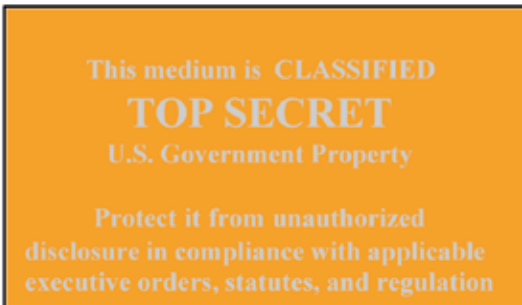 This medium is CLASSIFIED
TOP SECRET
U.S. Government Property
Protect it from unauthorized
disclosure in compliance with applicable
executive orders, statutes, and regulation